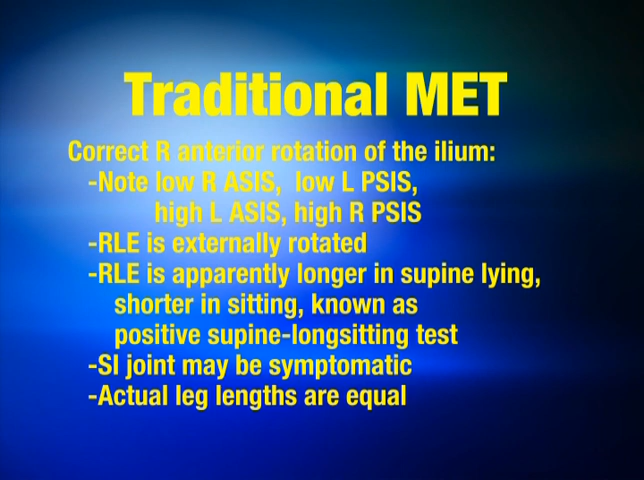 Traditional MET
Correct R anterior rotation of the ilium:
-Note low R ASIS, low L PSIS,
high L ASIS, high R PSIS
-RLE is externally rotated
-RLE is apparently longer in supine lying,
shorter in sitting, known as
positive supine-longsitting test
-SI joint may be symptomatic
-Actual leg lengths are equal